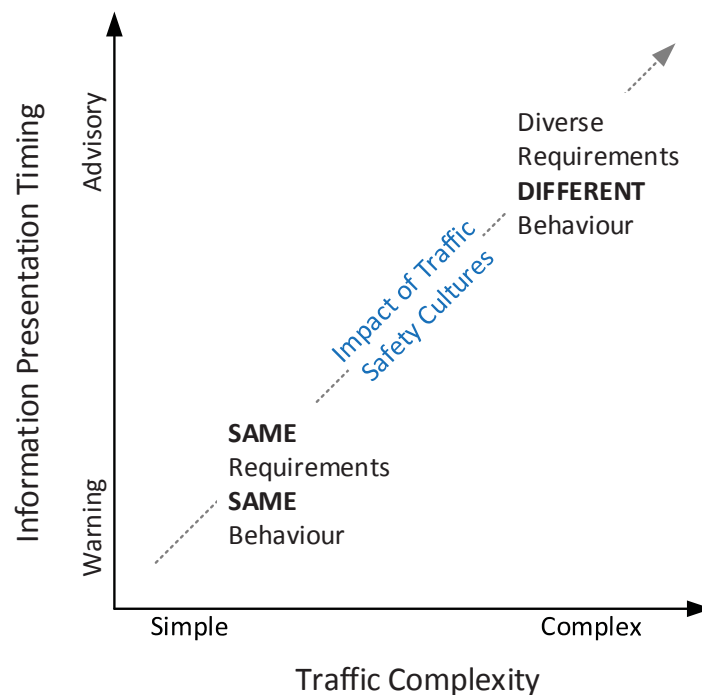 Information Presentation Timing
Advisory
Warning
Diverse
Requirements
DIFFERENT
Behaviour
Impact of Traffic
Safety Cultures
SAME
Requirements
SAME
Behaviour
Simple
Complex
Traffic Complexity